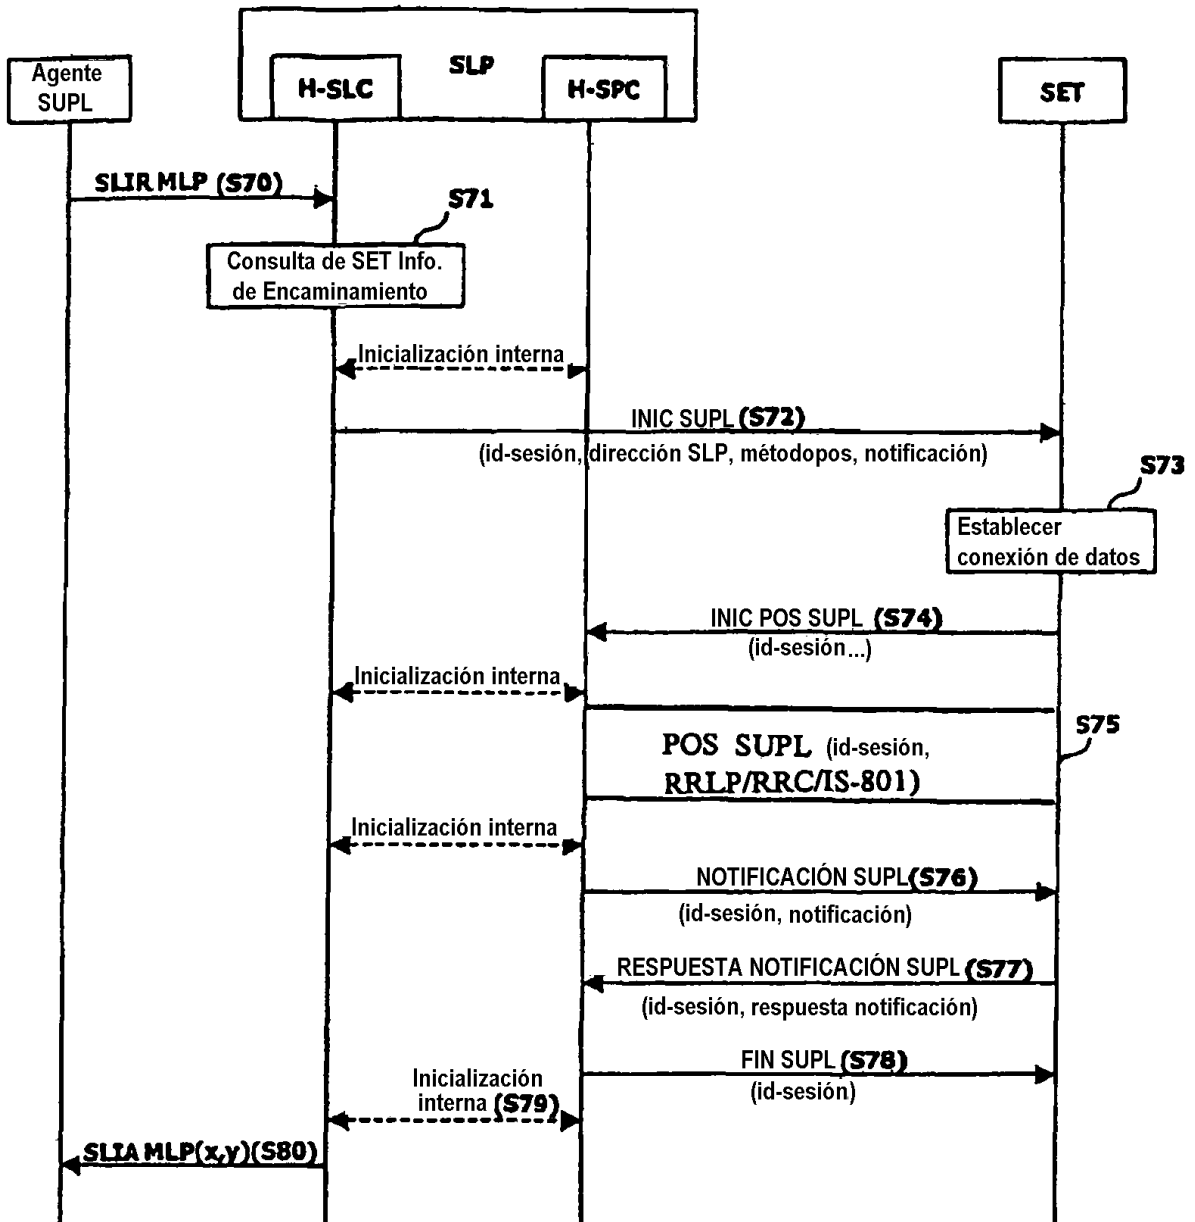 SLP
Agente
SUPL
H-SLC
H-SPC
SET
SLIR MLP (S70)
S71
Consulta de SET Info.
de Encaminamiento
Inicialización interna
INIC SUPL (S72)
(id-sesión, dirección SLP, métodopos, notificación)
S73
Establecer
conexión de datos
INIC POS SUPL (S74)
(id-sesión...)
Inicialización interna
S75
POS SUPL (id-sesión,
RRLP/RRC/IS-801)
Inicialización interna
NOTIFICACIÓN SUPL(S76)
(id-sesión, notificación)
RESPUESTA NOTIFICACIÓN SUPL (S77)
(id-sesión, respuesta notificación)
FIN SUPL (S78)
(id-sesión)
Inicialización
interna (S79)
SLIA MLP(x,y)(S80)